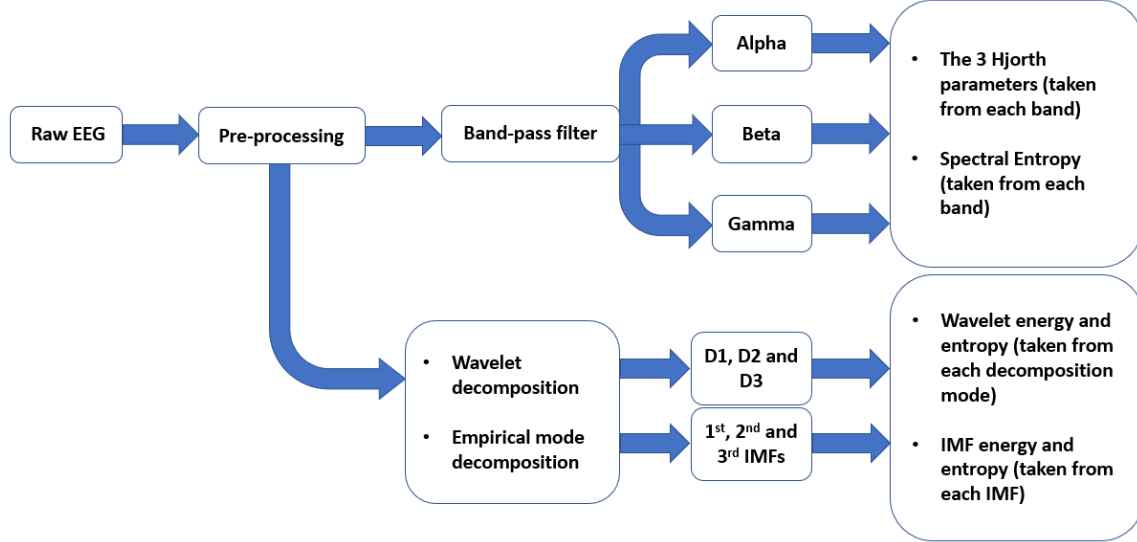 Raw EEG
Pre-processing
Band-pass filter
Alpha
Beta
Gamma
• The 3 Hjorth
parameters (taken
from each band)
• Spectral Entropy
(taken from each
band)
• Wavelet
decomposition
• Empirical mode
decomposition
D1, D2 and
D3
1st, 2nd and
3rd IMFs
• Wavelet energy and
entropy (taken from
each decomposition
mode)
• IMF energy and
entropy (taken from
each IMF)